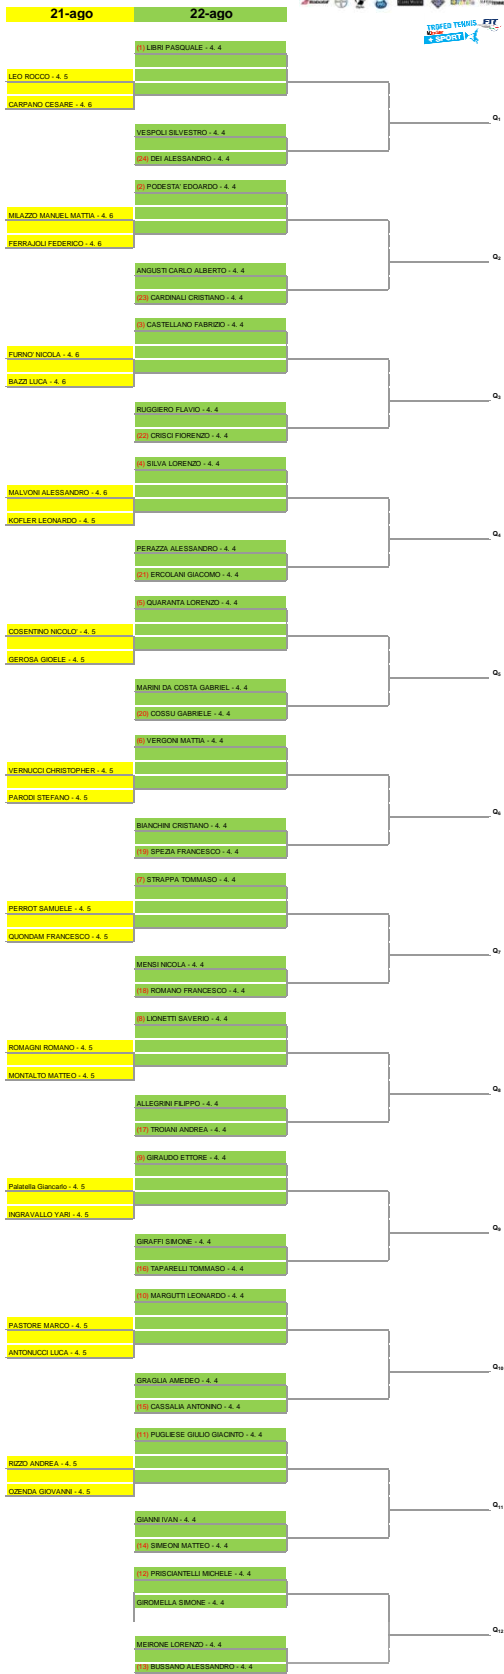 21-ago 22-ago
TROFEO TENNIS FIT
+ SPORT
(1) LIBRI PASQUALE - 4. 4
LEO ROCCO - 4. 5
CARPANO CESARE - 4. 6
Q1
VESPOLI SILVESTRO - 4. 4
(24) DEI ALESSANDRO - 4. 4
(2) PODESTA' EDOARDO - 4. 4
MILAZZO MANUEL MATTIA - 4. 6
FERRAJOLI FEDERICO - 4. 6
Q2
ANGUSTI CARLO ALBERTO - 4. 4
(23) CARDINALI CRISTIANO - 4. 4
(3) CASTELLANO FABRIZIO - 4. 4
FURNO' NICOLA - 4. 6
BAZZI LUCA - 4. 6
Q3
RUGGIERO FLAVIO - 4. 4
(22) CRISCI FIORENZO - 4. 4
(4) SILVA LORENZO - 4. 4
MALVONI ALESSANDRO - 4. 6
KOFLER LEONARDO - 4. 5
Q4
PERAZZA ALESSANDRO - 4. 4
(21) ERCOLANI GIACOMO - 4. 4
(5) QUARANTA LORENZO - 4. 4
COSENTINO NICOLO' - 4. 5
GEROSA GIOELE - 4. 5
Q5
MARINI DA COSTA GABRIEL - 4. 4
(20) COSSU GABRIELE - 4. 4
(6) VERGONI MATTIA - 4. 4
VERNUCCI CHRISTOPHER - 4. 5
PARODI STEFANO - 4. 5
Q6
BIANCHINI CRISTIANO - 4. 4
(19) SPEZIA FRANCESCO - 4. 4
(7) STRAPPA TOMMASO - 4. 4
PERROT SAMUELE - 4. 5
QUONDAM FRANCESCO - 4. 5
Q7
MENSI NICOLA - 4. 4
(18) ROMANO FRANCESCO - 4. 4
(8) LIONETTI SAVERIO - 4. 4
ROMAGNI ROMANO - 4. 5
MONTALTO MATTEO - 4. 5
Q8
ALLEGRINI FILIPPO - 4. 4
(17) TROIANI ANDREA - 4. 4
(9) GIRAUDO ETTORE - 4. 4
Palatella Giancarlo - 4. 5
INGRAVALLO YARI - 4. 5
Q9
GIRAFFI SIMONE - 4. 4
(16) TAPARELLI TOMMASO - 4. 4
(10) MARGUTTI LEONARDO - 4. 4
PASTORE MARCO - 4. 5
ANTONUCCI LUCA - 4. 5
Q10
GRAGLIA AMEDEO - 4. 4
(15) CASSALIA ANTONINO - 4. 4
(11) PUGLIESE GIULIO GIACINTO - 4. 4
RIZZO ANDREA - 4. 5
OZENDA GIOVANNI - 4. 5
Q11
GIANNI IVAN - 4. 4
(14) SIMEONI MATTEO - 4. 4
(12) PRISCIANTELLI MICHELE - 4. 4
GIROMELLA SIMONE - 4. 4
Q12
MEIRONE LORENZO - 4. 4
(13) BUSSANO ALESSANDRO - 4. 4